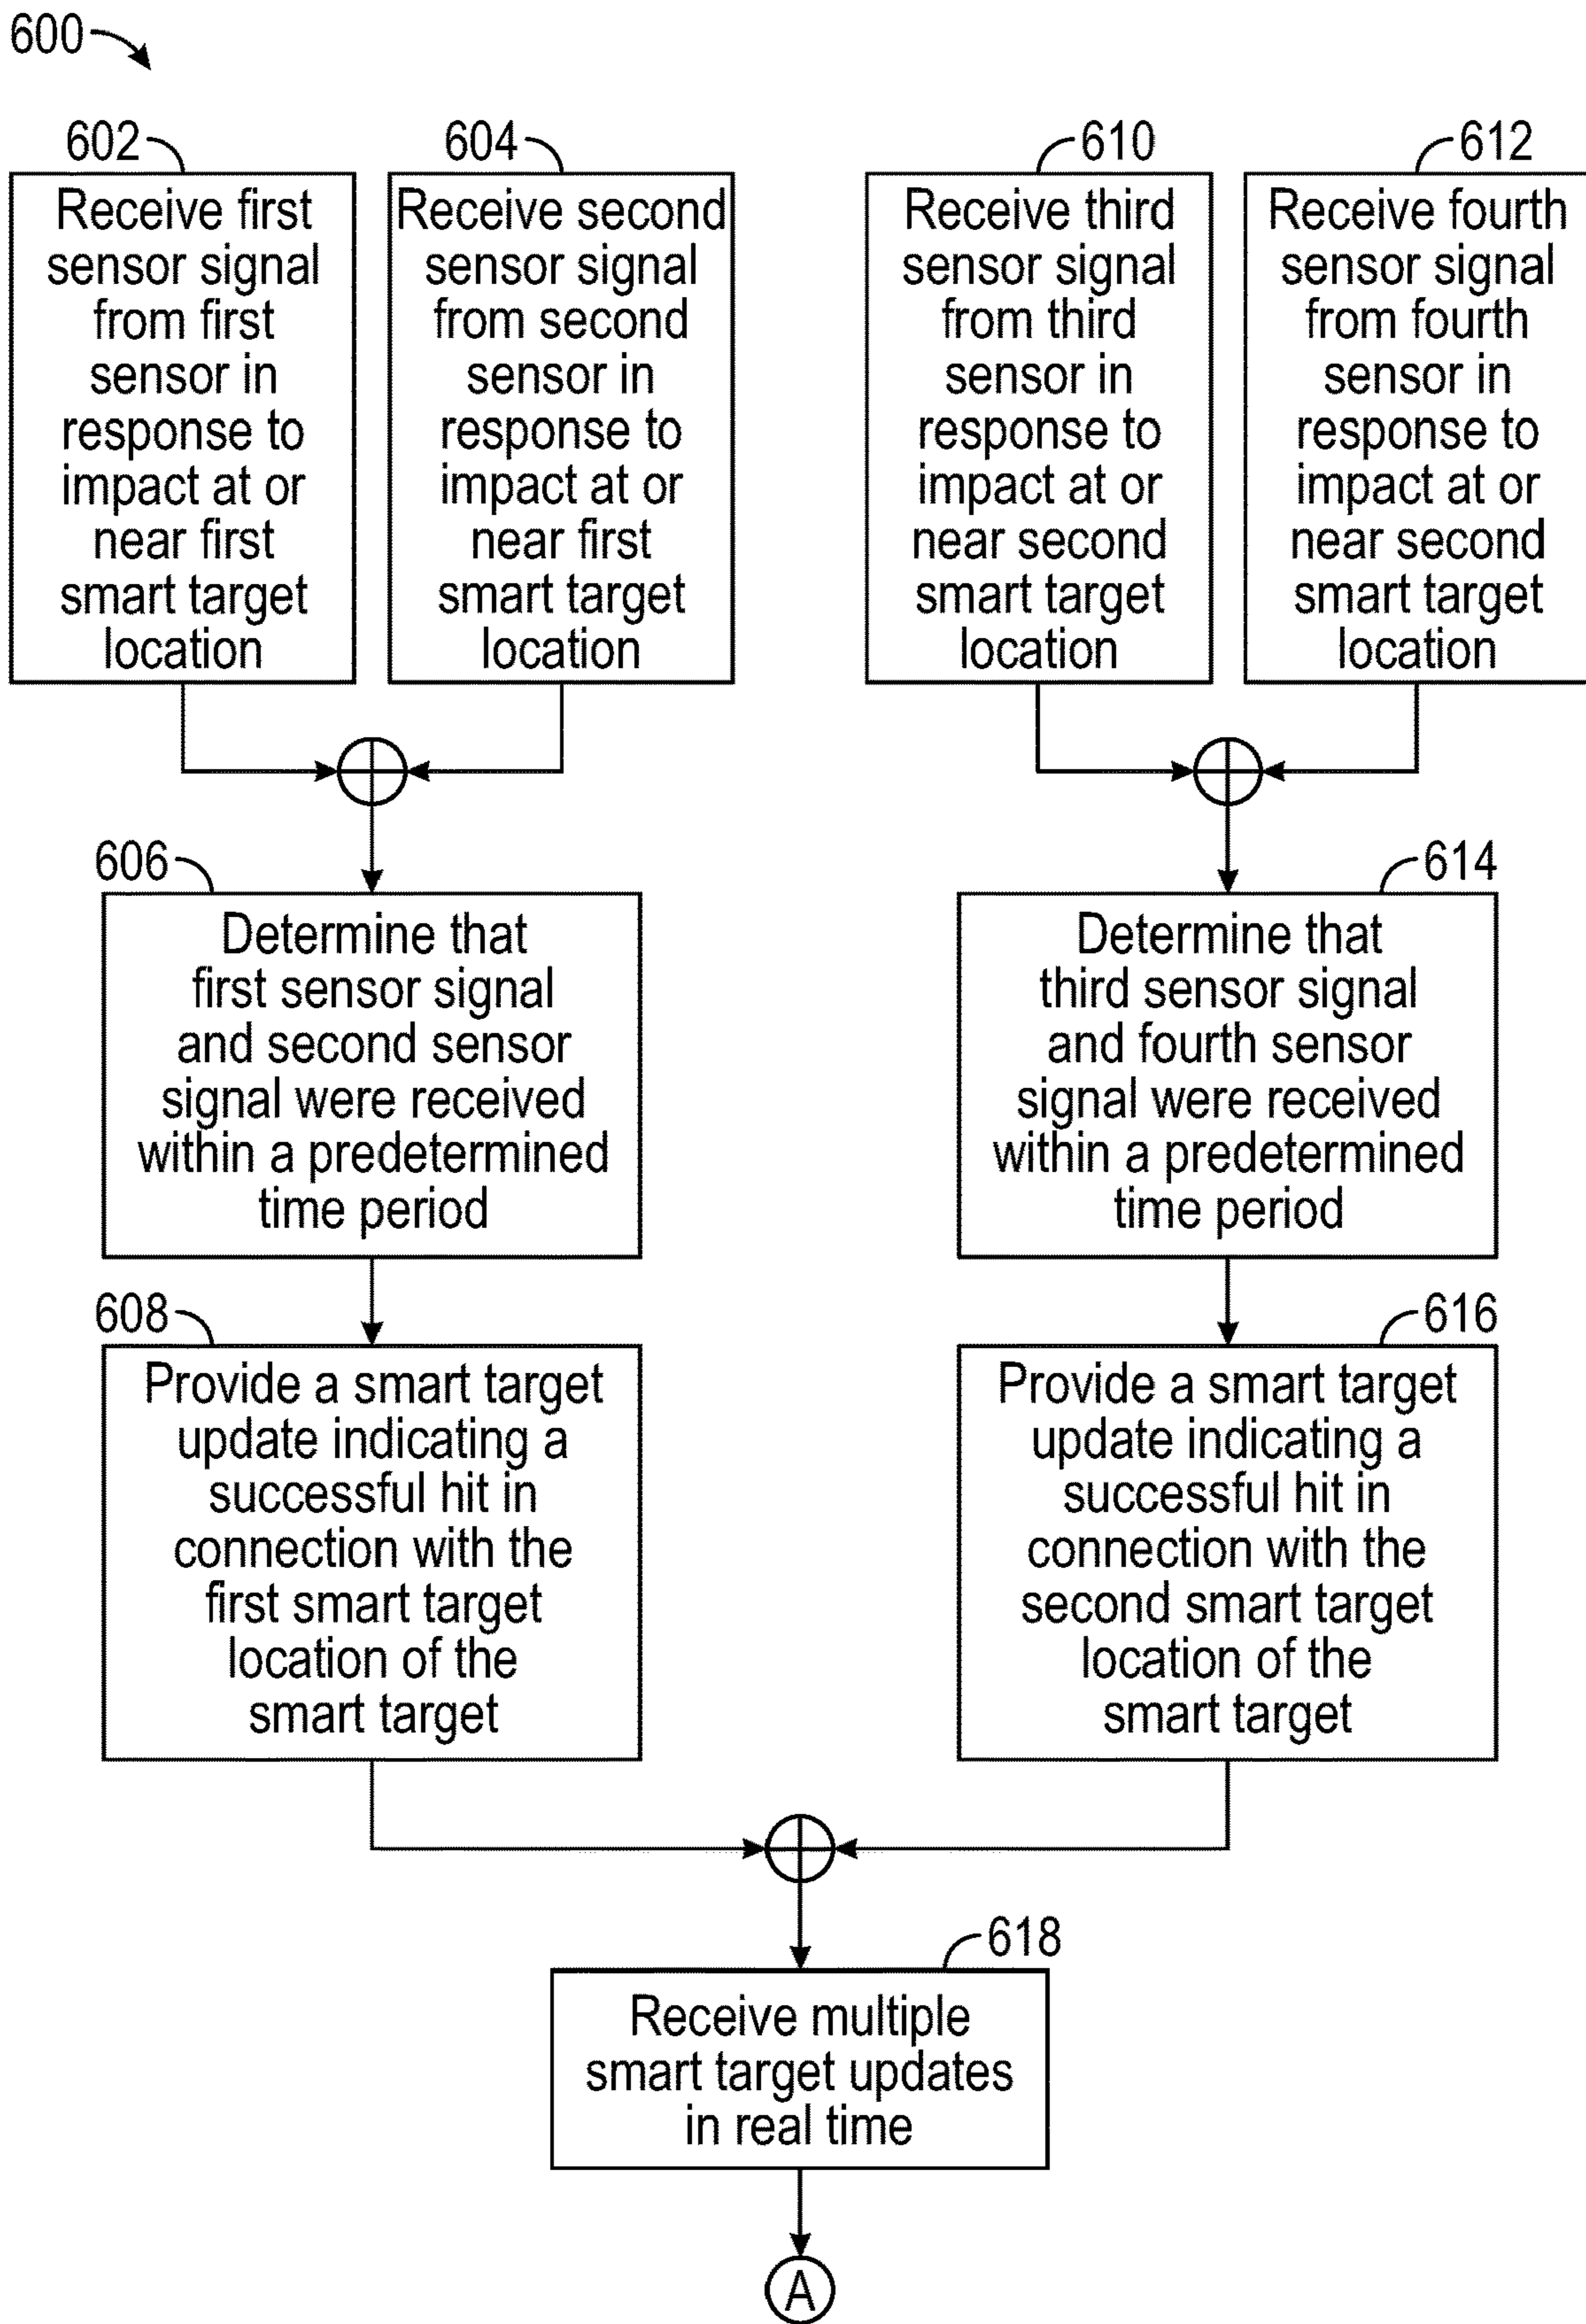 600
602
Receive first
sensor signal
from first
sensor in
response to
impact at or
near first
smart target
location
604
Receive second
sensor signal
from second
sensor in
response to
impact at or
near first
smart target
location
610
Receive third
sensor signal
from third
sensor in
response to
impact at or
near second
smart target
location
612
Receive fourth
sensor signal
from fourth
sensor in
response to
impact at or
near second
smart target
location
606
Determine that
first sensor signal
and second sensor
signal were received
within a predetermined
time period
614
Determine that
third sensor signal
and fourth sensor
signal were received
within a predetermined
time period
608
Provide a smart target
update indicating a
successful hit in
connection with the
first smart target
location of the
smart target
616
Provide a smart target
update indicating a
successful hit in
connection with the
second smart target
location of the
smart target
618
Receive multiple
smart target updates
in real time
A